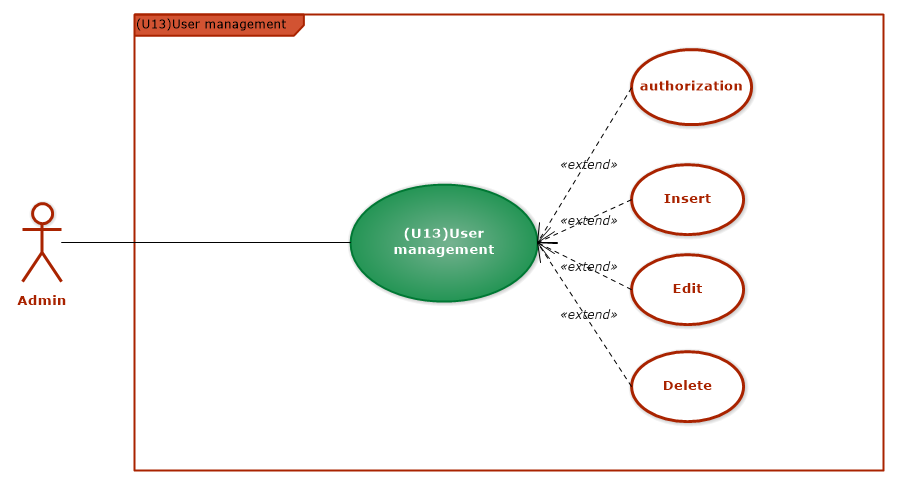 (U13)User management
authorization
«extend»
Insert
«extend»
(U13)User
management
Admin
«extend»
Edit
«extend»
Delete